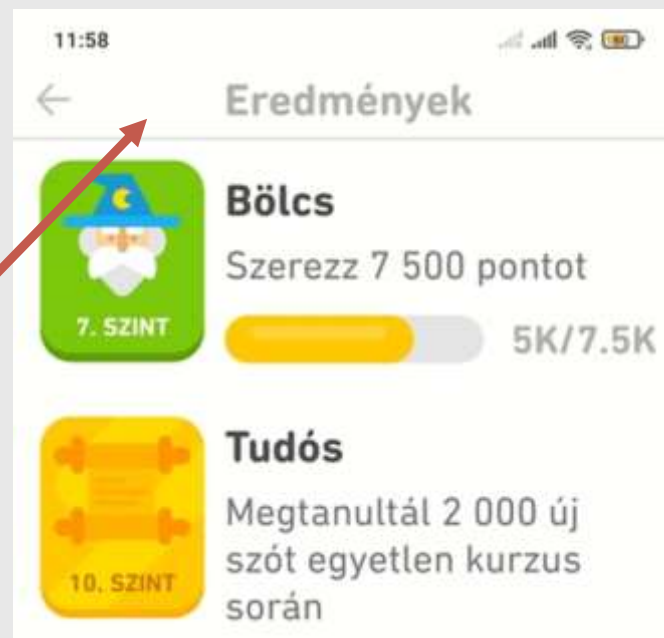 11:58
Eredmények
Bölcs
Szerezz 7 500 pontot
7. SZINT
5K/7.5K
Tudós
Megtanultál 2 000 új
szót egyetlen kurzus
során
10. SZINT